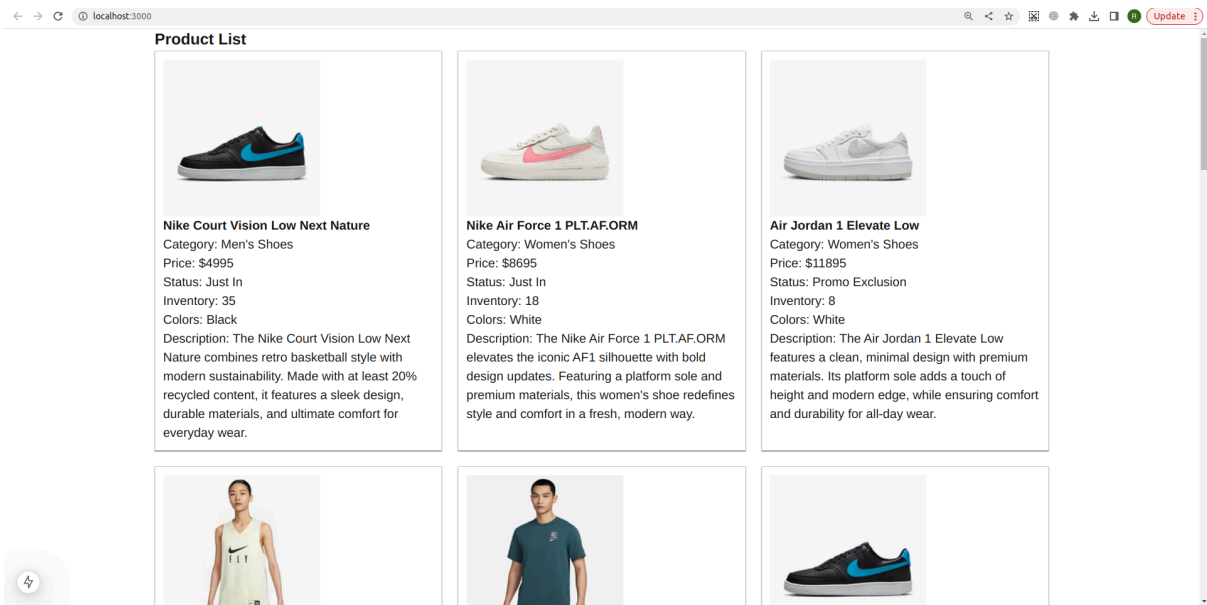 localhost:3000
R
Update
Product List
Nike Court Vision Low Next Nature
Category: Men's Shoes
Price: $4995
Status: Just In
Inventory: 35
Colors: Black
Description: The Nike Court Vision Low Next
Nature combines retro basketball style with
modern sustainability. Made with at least 20%
recycled content, it features a sleek design,
durable materials, and ultimate comfort for
everyday wear.
Nike Air Force 1 PLT.AF.ORM
Category: Women's Shoes
Price: $8695
Status: Just In
Inventory: 18
Colors: White
Description: The Nike Air Force 1 PLT.AF.ORM
elevates the iconic AF1 silhouette with bold
design updates. Featuring a platform sole and
premium materials, this women's shoe redefines
style and comfort in a fresh, modern way.
Air Jordan 1 Elevate Low
Category: Women's Shoes
Price: $11895
Status: Promo Exclusion
Inventory: 8
Colors: White
Description: The Air Jordan 1 Elevate Low
features a clean, minimal design with premium
materials. Its platform sole adds a touch of
height and modern edge, while ensuring comfort
and durability for all-day wear.
FLY